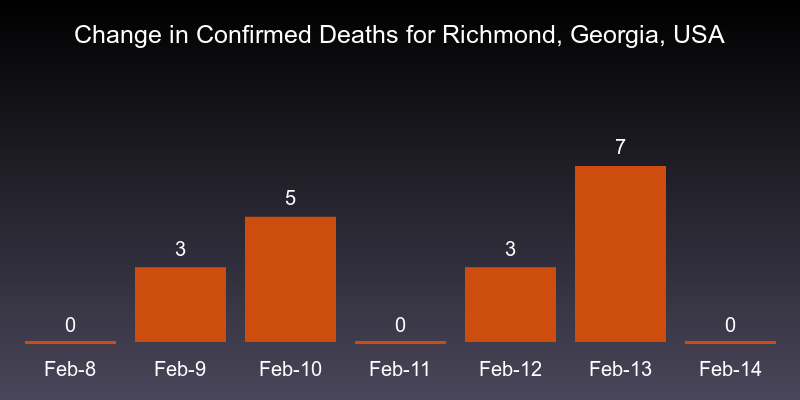 Change in Confirmed Deaths for Richmond, Georgia, USA
7
5
3 3
0 0 0
Feb-8 Feb-9 Feb-10 Feb-11 Feb-12 Feb-13 Feb-14